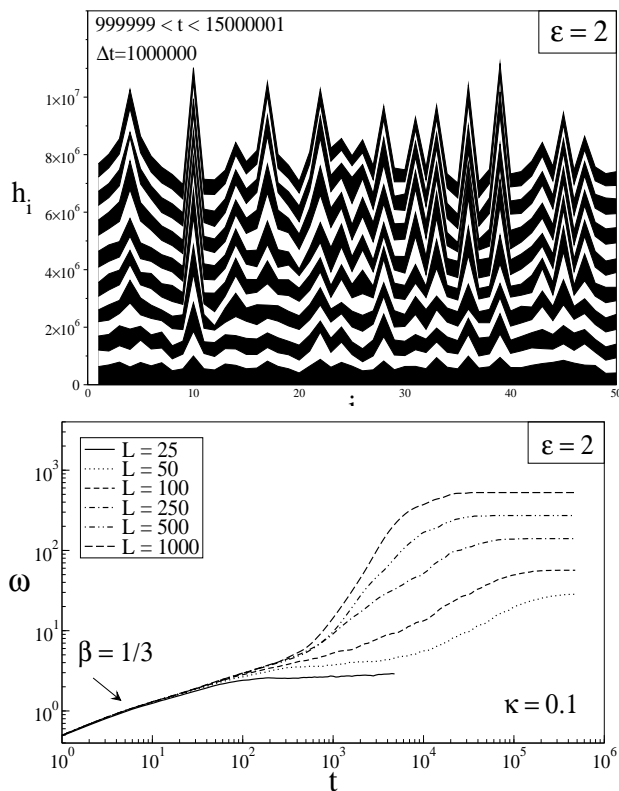 999999 < t < 15000001
Δt=1000000
ε = 2
1×10⁷
8×10⁶
6×10⁶
4×10⁶
2×10⁶
0
hᵢ
0 10 20 30 40 50
i
ε = 2
L = 25
L = 50
L = 100
L = 250
L = 500
L = 1000
10³
10²
10¹
10⁰
ω
β = 1/3
κ = 0.1
10⁰ 10¹ 10² 10³ 10⁴ 10⁵ 10⁶
t